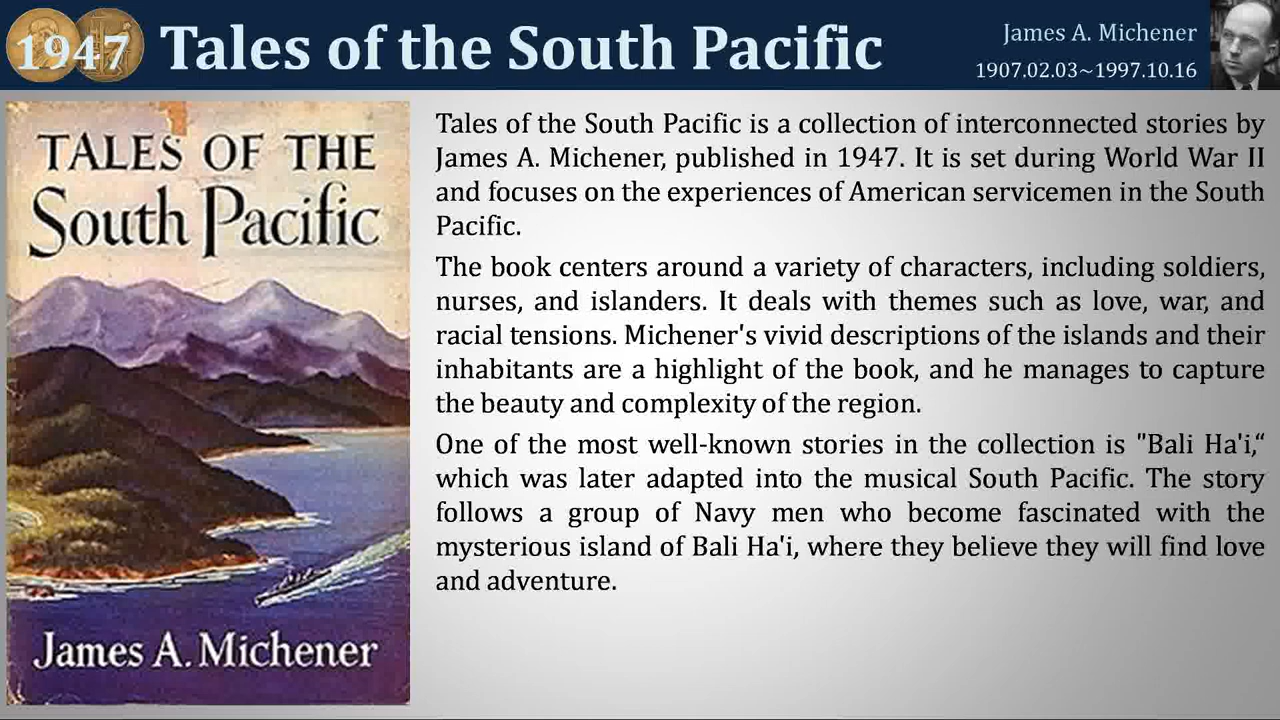 1947 Tales of the South Pacific
James A. Michener
1907.02.03~1997.10.16
TALES OF THE
South Pacific
James A. Michener
Tales of the South Pacific is a collection of interconnected stories by
James A. Michener, published in 1947. It is set during World War II
and focuses on the experiences of American servicemen in the South
Pacific.
The book centers around a variety of characters, including soldiers,
nurses, and islanders. It deals with themes such as love, war, and
racial tensions. Michener's vivid descriptions of the islands and their
inhabitants are a highlight of the book, and he manages to capture
the beauty and complexity of the region.
One of the most well-known stories in the collection is "Bali Ha'i,“
which was later adapted into the musical South Pacific. The story
follows a group of Navy men who become fascinated with the
mysterious island of Bali Ha'i, where they believe they will find love
and adventure.